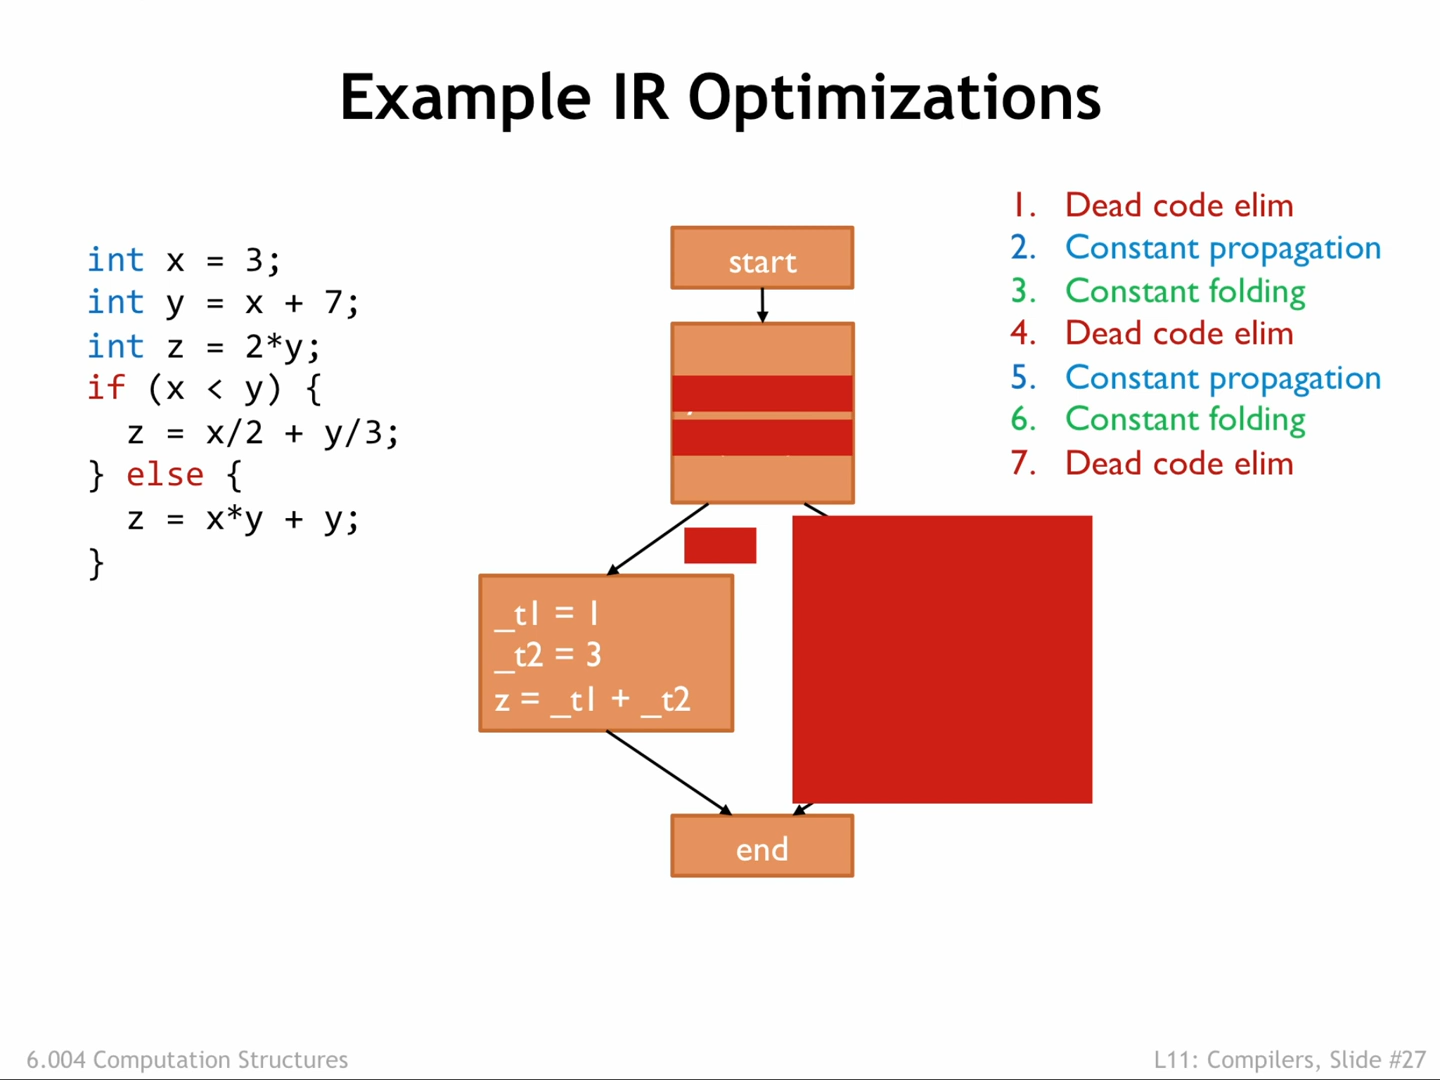 Example IR Optimizations
int x = 3;
int y = x + 7;
int z = 2*y;
if (x < y) {
  z = x/2 + y/3;
} else {
  z = x*y + y;
}
start
_t1 = 1
_t2 = 3
z = _t1 + _t2
end
1. Dead code elim
2. Constant propagation
3. Constant folding
4. Dead code elim
5. Constant propagation
6. Constant folding
7. Dead code elim
6.004 Computation Structures
L11: Compilers, Slide #27